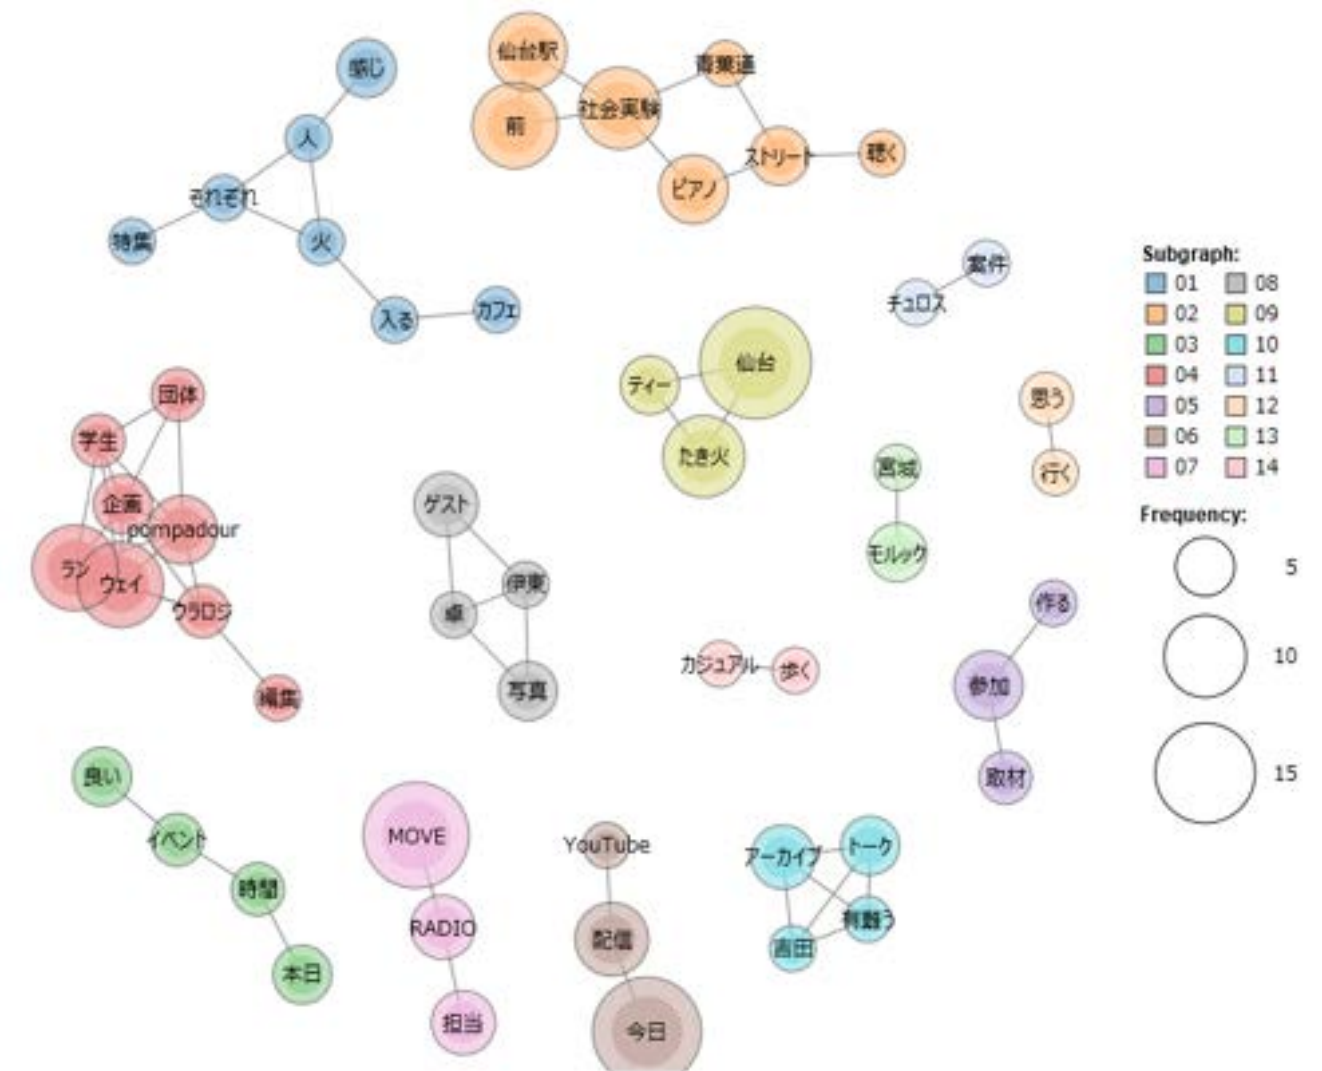 感じ
人
それぞれ
特集
火
入る
カフェ
仙台駅
前
社会実験
青葉通
ストリート
聴く
ピアノ
案件
チュロス
仙台
ティー
たき火
思う
行く
宮城
モルック
団体
学生
企画
pompadour
ラン
ウェイ
ウラロジ
編集
ゲスト
伊東
卓
写真
カジュアル
歩く
作る
参加
取材
良い
イベント
時間
本日
MOVE
RADIO
担当
YouTube
配信
今日
アーカイブ
トーク
有難う
吉田
Subgraph:
01 08
02 09
03 10
04 11
05 12
06 13
07 14
Frequency:
5
10
15